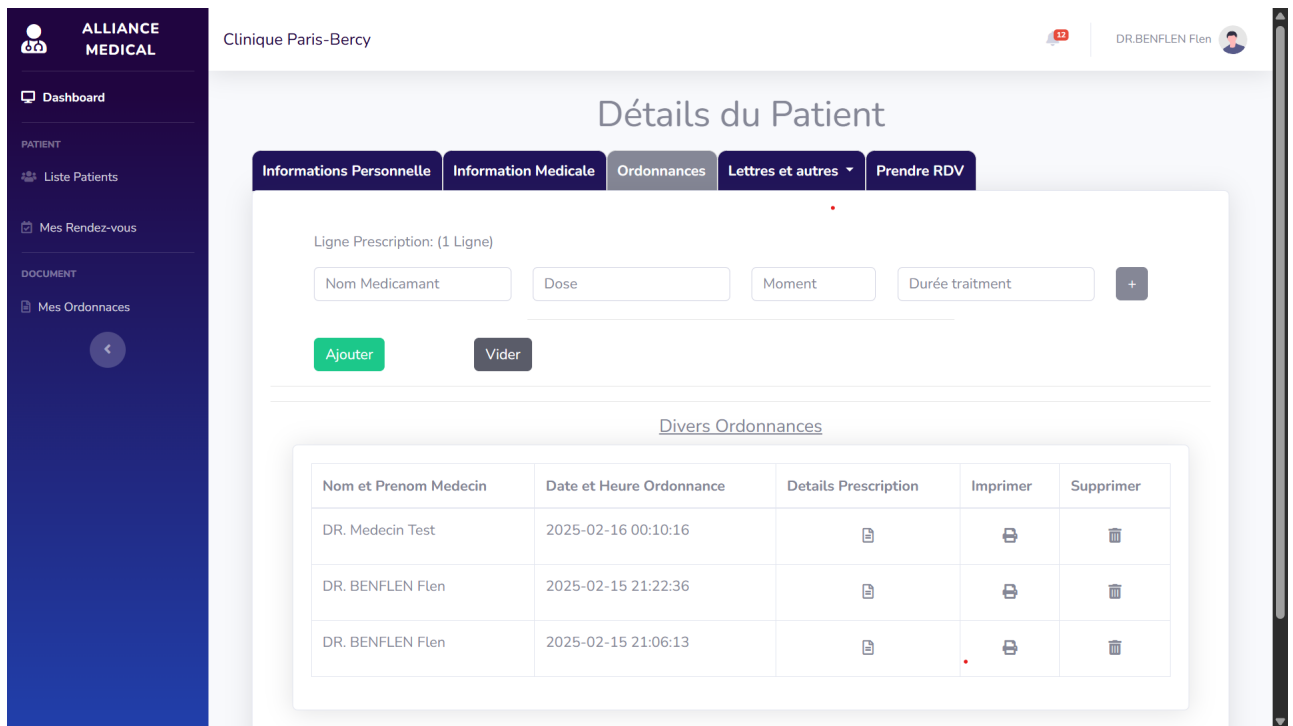 ALLIANCE
MEDICAL
Clinique Paris-Bercy
12
DR.BENFLEN Flen
Dashboard
PATIENT
Liste Patients
Mes Rendez-vous
DOCUMENT
Mes Ordonnaces
Détails du Patient
Informations Personnelle
Information Medicale
Ordonnances
Lettres et autres
Prendre RDV
Ligne Prescription: (1 Ligne)
Nom Medicamant
Dose
Moment
Durée traitment
+
Ajouter
Vider
Divers Ordonnances
Nom et Prenom Medecin
Date et Heure Ordonnance
Details Prescription
Imprimer
Supprimer
DR. Medecin Test
2025-02-16 00:10:16
DR. BENFLEN Flen
2025-02-15 21:22:36
DR. BENFLEN Flen
2025-02-15 21:06:13